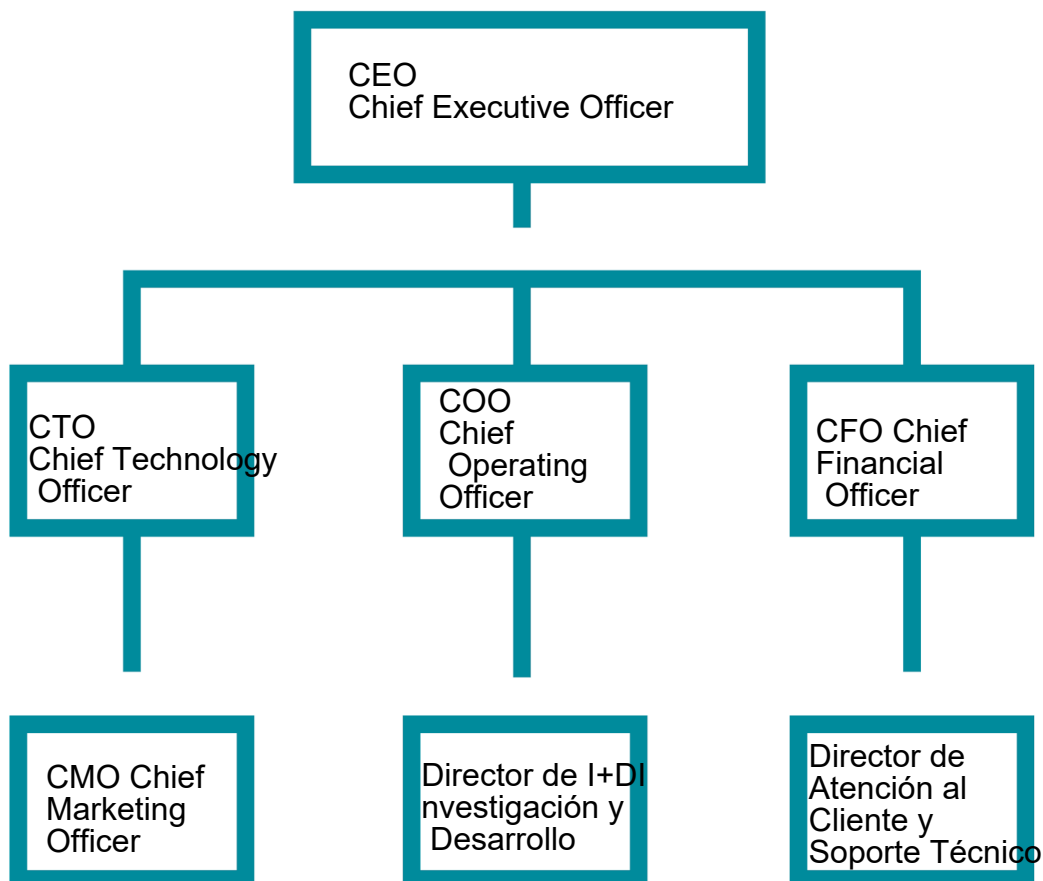 CEO
Chief Executive Officer
CTO
Chief Technology
Officer
COO
Chief
Operating
Officer
CFO Chief
Financial
Officer
CMO Chief
Marketing
Officer
Director de I+DI
nvestigación y
Desarrollo
Director de
Atención al
Cliente y
Soporte Técnico